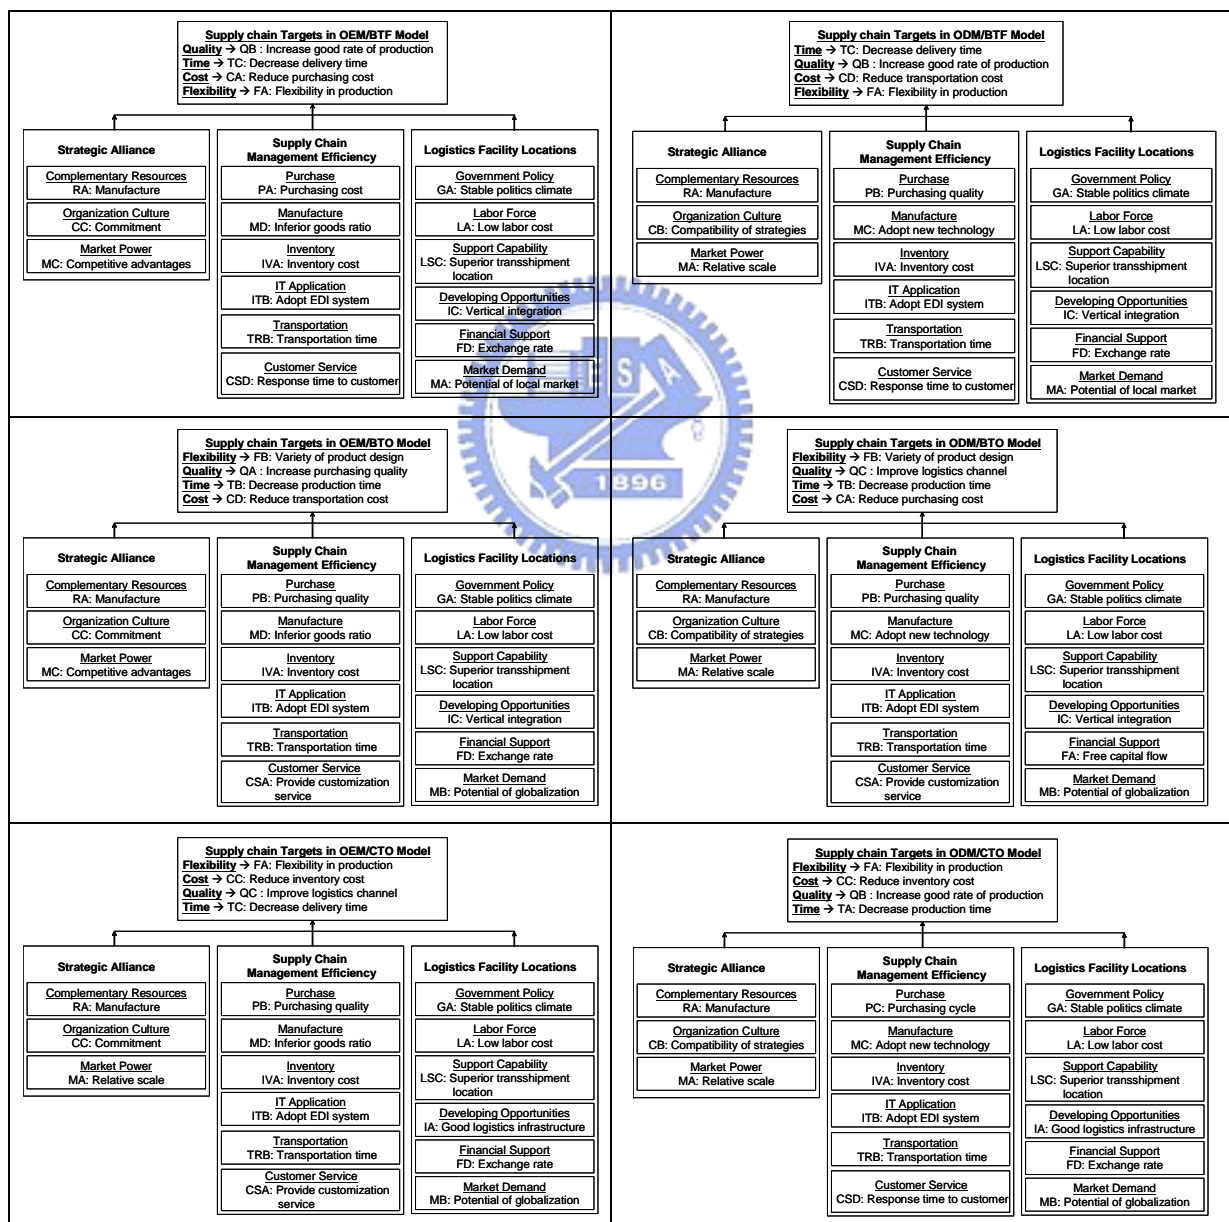 Supply chain Targets in OEM/BTF Model
Quality → QB : Increase good rate of production
Time → TC: Decrease delivery time
Cost → CA: Reduce purchasing cost
Flexibility → FA: Flexibility in production
Strategic Alliance
Complementary Resources
RA: Manufacture
Organization Culture
CC: Commitment
Market Power
MC: Competitive advantages
Supply Chain
Management Efficiency
Purchase
PA: Purchasing cost
Manufacture
MD: Inferior goods ratio
Inventory
IVA: Inventory cost
IT Application
ITB: Adopt EDI system
Transportation
TRB: Transportation time
Customer Service
CSD: Response time to customer
Logistics Facility Locations
Government Policy
GA: Stable politics climate
Labor Force
LA: Low labor cost
Support Capability
LSC: Superior transshipment
location
Developing Opportunities
IC: Vertical integration
Financial Support
FD: Exchange rate
Market Demand
MA: Potential of local market
Supply chain Targets in ODM/BTF Model
Time → TC: Decrease delivery time
Quality → QB : Increase good rate of production
Cost → CD: Reduce transportation cost
Flexibility → FA: Flexibility in production
Strategic Alliance
Complementary Resources
RA: Manufacture
Organization Culture
CB: Compatibility of strategies
Market Power
MA: Relative scale
Supply Chain
Management Efficiency
Purchase
PB: Purchasing quality
Manufacture
MC: Adopt new technology
Inventory
IVA: Inventory cost
IT Application
ITB: Adopt EDI system
Transportation
TRB: Transportation time
Customer Service
CSD: Response time to customer
Logistics Facility Locations
Government Policy
GA: Stable politics climate
Labor Force
LA: Low labor cost
Support Capability
LSC: Superior transshipment
location
Developing Opportunities
IC: Vertical integration
Financial Support
FD: Exchange rate
Market Demand
MA: Potential of local market
ESA
1896
Supply chain Targets in OEM/BTO Model
Flexibility → FB: Variety of product design
Quality → QA : Increase purchasing quality
Time → TB: Decrease production time
Cost → CD: Reduce transportation cost
Strategic Alliance
Complementary Resources
RA: Manufacture
Organization Culture
CC: Commitment
Market Power
MC: Competitive advantages
Supply Chain
Management Efficiency
Purchase
PB: Purchasing quality
Manufacture
MD: Inferior goods ratio
Inventory
IVA: Inventory cost
IT Application
ITB: Adopt EDI system
Transportation
TRB: Transportation time
Customer Service
CSA: Provide customization
service
Logistics Facility Locations
Government Policy
GA: Stable politics climate
Labor Force
LA: Low labor cost
Support Capability
LSC: Superior transshipment
location
Developing Opportunities
IC: Vertical integration
Financial Support
FD: Exchange rate
Market Demand
MB: Potential of globalization
Supply chain Targets in ODM/BTO Model
Flexibility → FB: Variety of product design
Quality → QC : Improve logistics channel
Time → TB: Decrease production time
Cost → CA: Reduce purchasing cost
Strategic Alliance
Complementary Resources
RA: Manufacture
Organization Culture
CB: Compatibility of strategies
Market Power
MA: Relative scale
Supply Chain
Management Efficiency
Purchase
PB: Purchasing quality
Manufacture
MC: Adopt new technology
Inventory
IVA: Inventory cost
IT Application
ITB: Adopt EDI system
Transportation
TRB: Transportation time
Customer Service
CSA: Provide customization
service
Logistics Facility Locations
Government Policy
GA: Stable politics climate
Labor Force
LA: Low labor cost
Support Capability
LSC: Superior transshipment
location
Developing Opportunities
IC: Vertical integration
Financial Support
FA: Free capital flow
Market Demand
MB: Potential of globalization
Supply chain Targets in OEM/CTO Model
Flexibility → FA: Flexibility in production
Cost → CC: Reduce inventory cost
Quality → QC : Improve logistics channel
Time → TC: Decrease delivery time
Strategic Alliance
Complementary Resources
RA: Manufacture
Organization Culture
CC: Commitment
Market Power
MA: Relative scale
Supply Chain
Management Efficiency
Purchase
PB: Purchasing quality
Manufacture
MD: Inferior goods ratio
Inventory
IVA: Inventory cost
IT Application
ITB: Adopt EDI system
Transportation
TRB: Transportation time
Customer Service
CSA: Provide customization
service
Logistics Facility Locations
Government Policy
GA: Stable politics climate
Labor Force
LA: Low labor cost
Support Capability
LSC: Superior transshipment
location
Developing Opportunities
IA: Good logistics infrastructure
Financial Support
FD: Exchange rate
Market Demand
MB: Potential of globalization
Supply chain Targets in ODM/CTO Model
Flexibility → FA: Flexibility in production
Cost → CC: Reduce inventory cost
Quality → QB : Increase good rate of production
Time → TA: Decrease production time
Strategic Alliance
Complementary Resources
RA: Manufacture
Organization Culture
CB: Compatibility of strategies
Market Power
MA: Relative scale
Supply Chain
Management Efficiency
Purchase
PC: Purchasing cycle
Manufacture
MC: Adopt new technology
Inventory
IVA: Inventory cost
IT Application
ITB: Adopt EDI system
Transportation
TRB: Transportation time
Customer Service
CSD: Response time to customer
Logistics Facility Locations
Government Policy
GA: Stable politics climate
Labor Force
LA: Low labor cost
Support Capability
LSC: Superior transshipment
location
Developing Opportunities
IA: Good logistics infrastructure
Financial Support
FD: Exchange rate
Market Demand
MB: Potential of globalization